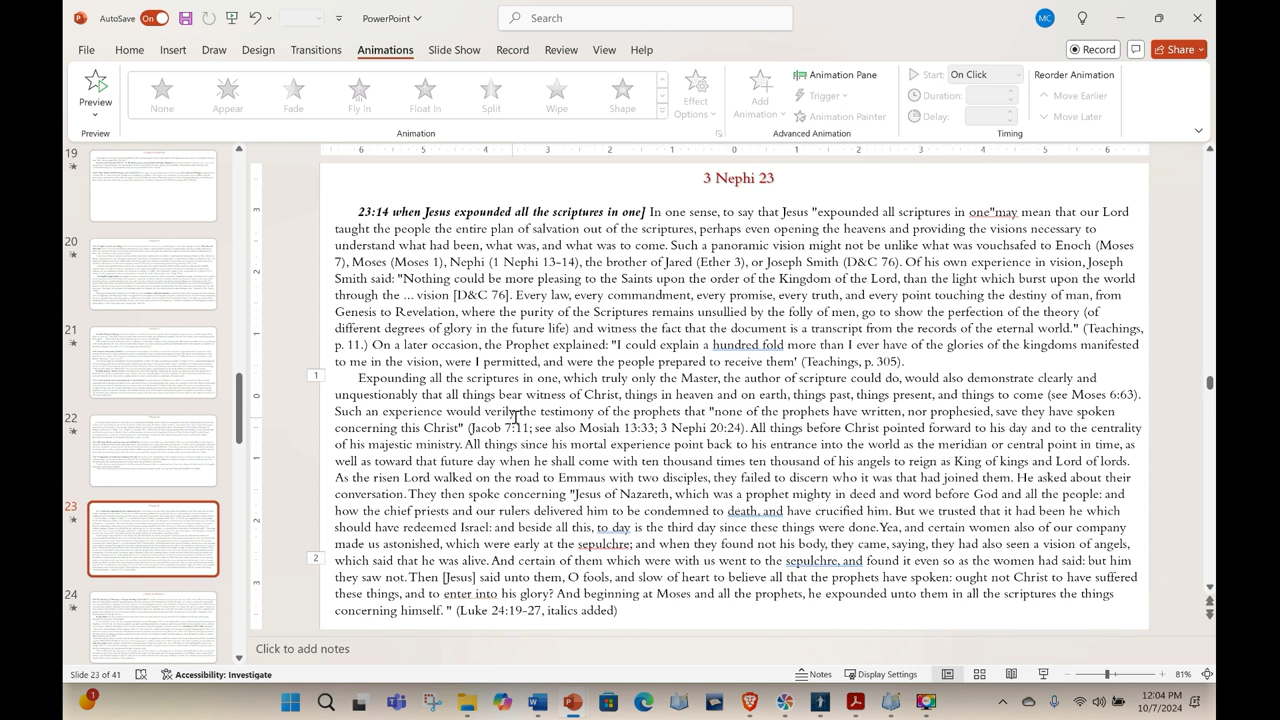 AutoSave On PowerPoint Search MC
File Home Insert Draw Design Transitions Animations Slide Show Record Review View Help Record Share
Preview None Appear Fade Fly In Float In Split Wipe Shape Effect Options Add Animation Animation Pane Trigger Animation Painter Start: On Click Duration: Delay: Reorder Animation Move Earlier Move Later
Preview Animation Advanced Animation Timing
6 5 4 3 2 1 0 1 2 3 4 5 6
19
20
21
22
23
24
3 Nephi 23
23:14 when Jesus expounded all the scriptures in one] In one sense, to say that Jesus "expounded all scriptures in one"may mean that our Lord
taught the people the entire plan of salvation out of the scriptures, perhaps even opening the heavens and providing the visions necessary to
understand how and why all things fit into one. Such a panoramic vision would be similar to what was recorded to Enoch (Moses
7), Moses (Moses 1), Nephi (1 Nephi 11-14), the brother of Jared (Ether 3), or Joseph Smith (D&C 76). Of his own experience in vision, Joseph
Smith said: "Nothing could be more pleasing to the Saints upon the order of the Kingdom of the Lord, than the light which burst upon the world
through the ... vision [D&C 76]. Every law, every commandment, every promise, every truth, and every point touching the destiny of man, from
Genesis to Revelation, where the purity of the Scriptures remains unsullied by the folly of men, go to show the perfection of the theory (of
different degrees of glory in the future life) and witness the fact that the document is a transcript from the records of the eternal world." (Teachings,
p. 11.) On a later occasion, the Prophet remarked: "I could explain a hundred fold more than I ever have of the glories of the kingdoms manifested
to me in the vision, were I permitted, and were the people prepared to receive them" (Teachings, p. 305).
Expounding all the scriptures in one as probably only the Master, the author of scripture could do, would also demonstrate clearly and
unquestionably that all things bear witness of Christ, things in heaven, and on earth, things past, things present, and things to come (see Moses 6:63).
Such an experience would verify the testimony of the prophets that "none of the prophets have written, nor prophesied, save they have spoken
concerning this Christ" (Jacob 7:11; see also Mosiah 13:33; 3 Nephi 20:24). All things before Christ pointed forward to his day and to the centrality
of his mortal ministry. All things since his mortal life point back to his entrance into the world in the meridian of time as a focal point in time, as
well as toward that future day when he shall come with ten thousand times ten thousand of his angels to reign as King of kings and Lord of lords.
As the risen Lord walked on the road to Emmaus with two disciples, they failed to discern who it was that had joined them. He asked about their
conversation. They then spoke concerning "Jesus of Nazareth, which was a prophet mighty in deed and word before God and all the people: and
how the chief priests and our rulers delivered him to be condemned to death, and have crucified him. But we trusted that it had been he which
should have redeemed Israel: and beside all this, to day is the third day since these things were done. Yea, and certain women also of our company
made us astonished, which were early at the sepulchre; and when they found not his body, they came, saying, they had also seen a vision of angels,
which said that he was alive. And certain of them which were with us went to the sepulchre, and found it even so as the women had said: but him
they saw not. Then [Jesus] said unto them, O fools, and slow of heart to believe all that the prophets have spoken: ought not Christ to have suffered
these things, and to enter into his glory? And beginning at Moses and all the prophets, he expounded unto them in all the scriptures the things
concerning himself." (Luke 24:19-27, italics added)
Click to add notes
Slide 23 of 41 Accessibility: Investigate Notes Display Settings 81%
12:04 PM
10/7/2024